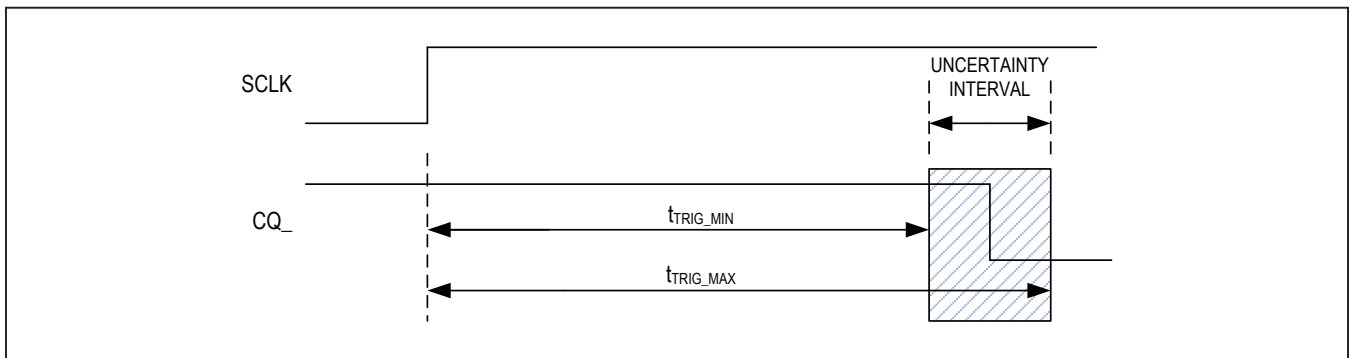 SCLK
UNCERTAINTY
INTERVAL
CQ_
tTRIG_MIN
tTRIG_MAX